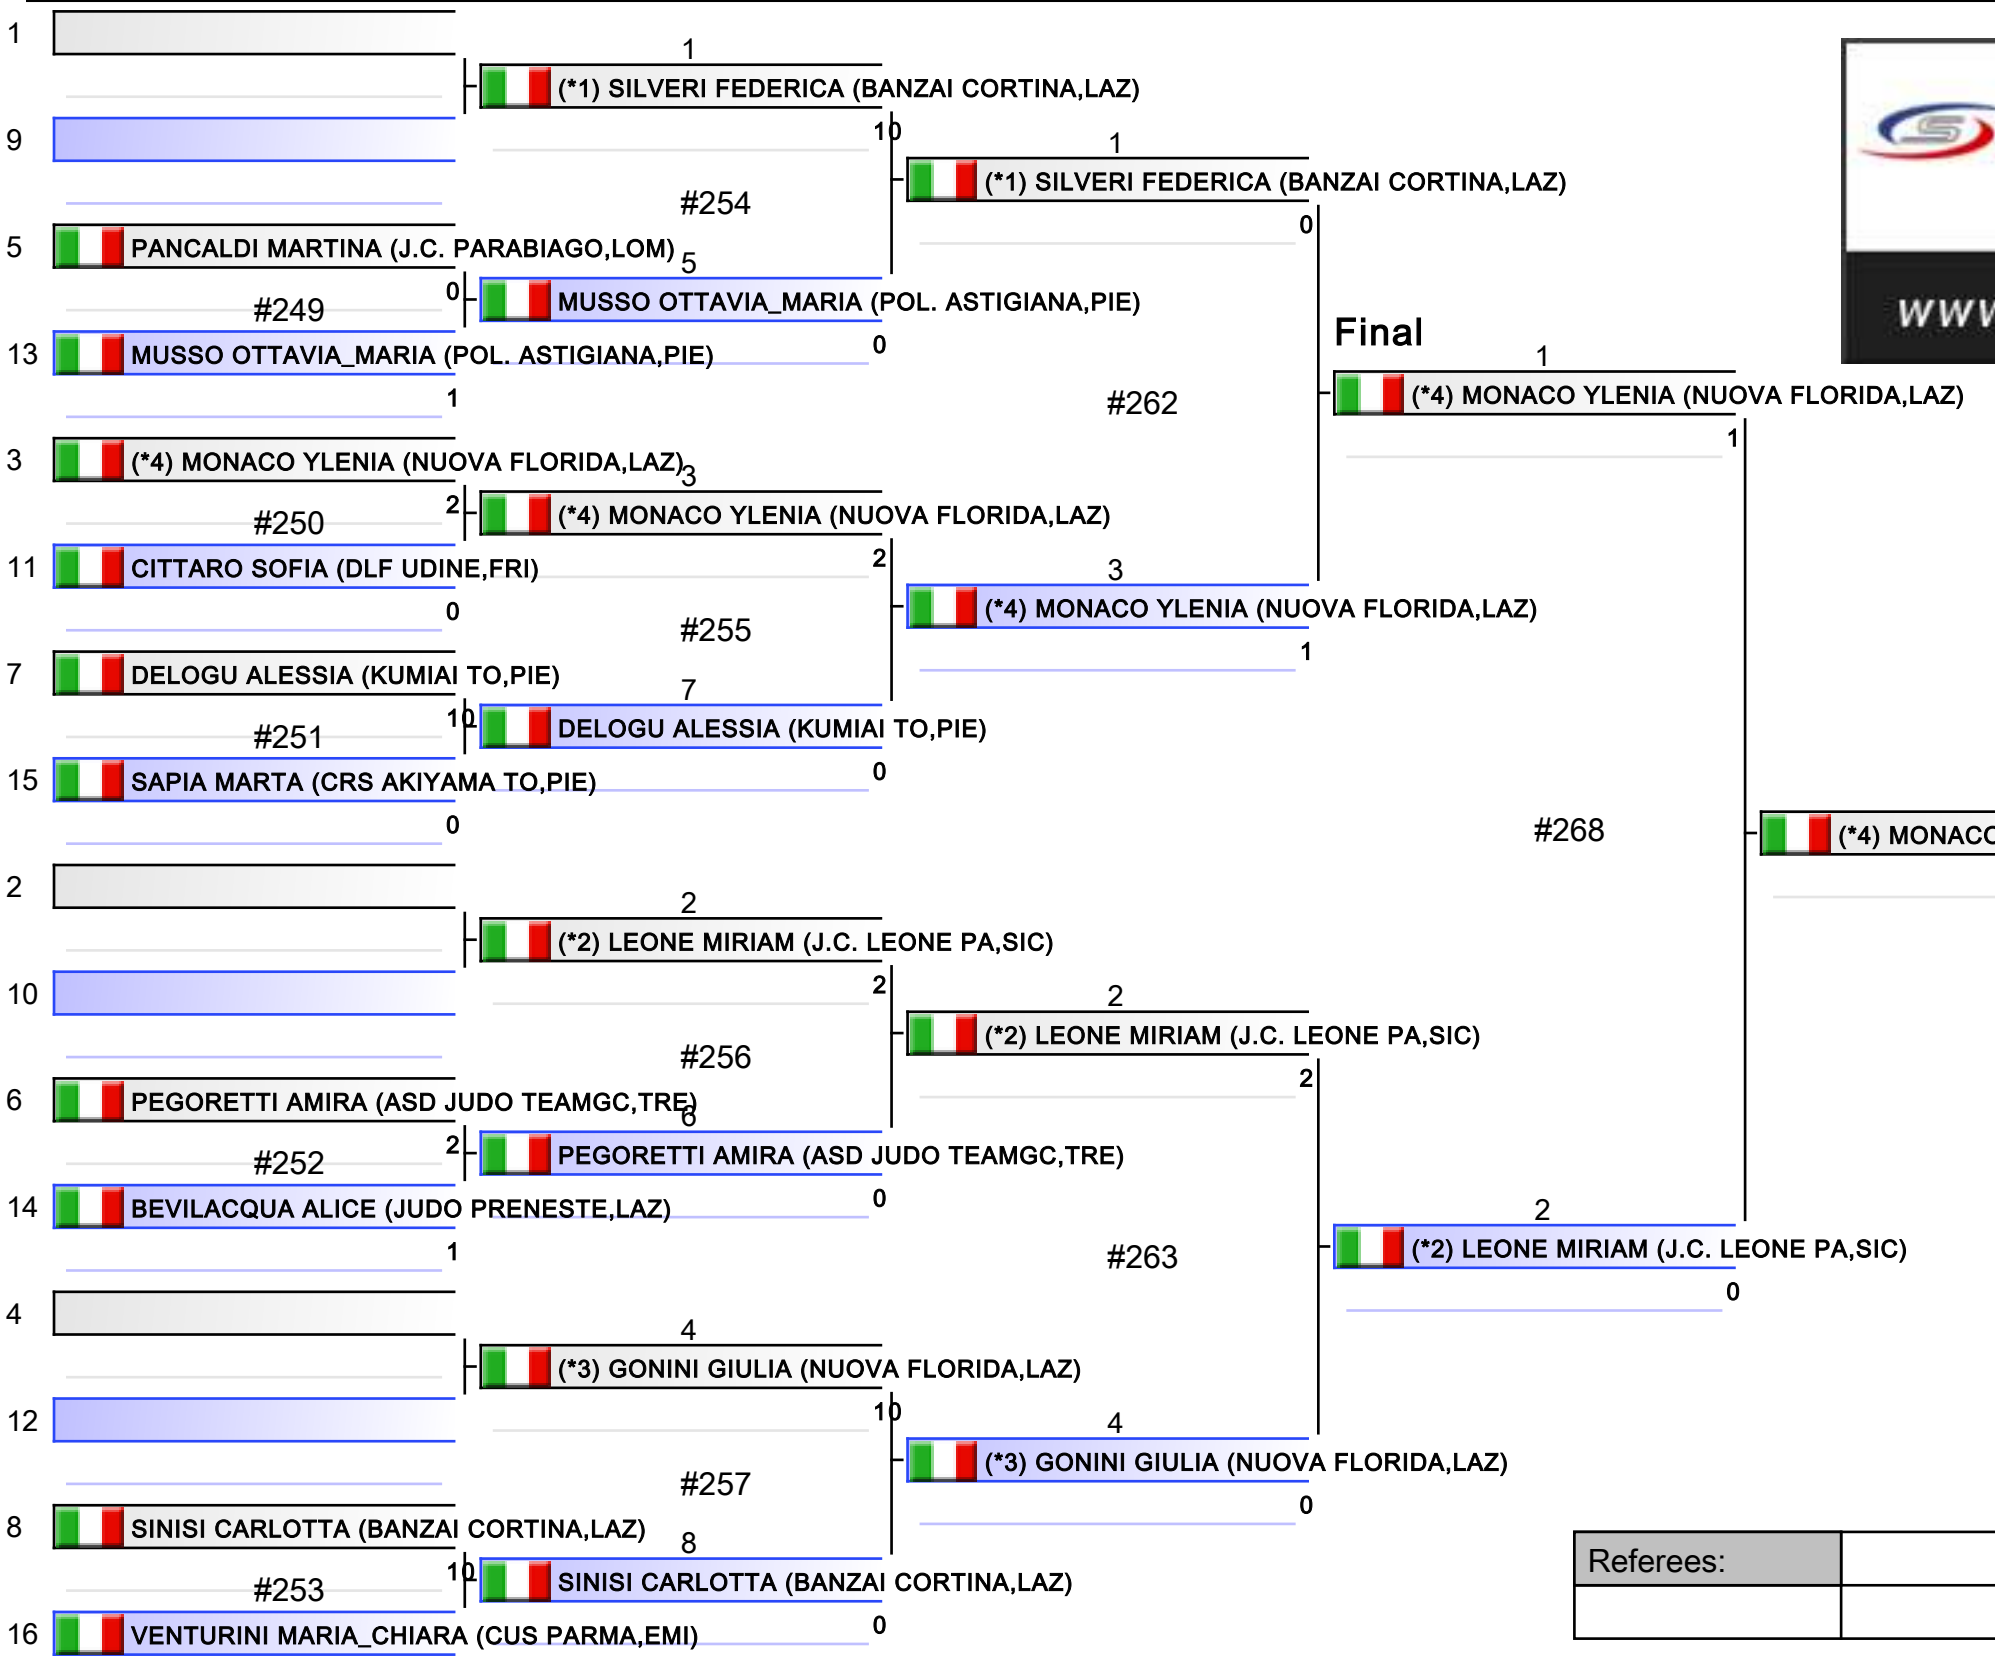 1
1
(*1) SILVERI FEDERICA (BANZAI CORTINA,LAZ)
10
9
1
(*1) SILVERI FEDERICA (BANZAI CORTINA,LAZ)
#254
0
5
PANCALDI MARTINA (J.C. PARABIAGO,LOM)
5
0
MUSSO OTTAVIA_MARIA (POL. ASTIGIANA,PIE)
#249
WWW
Final
0
13
MUSSO OTTAVIA_MARIA (POL. ASTIGIANA,PIE)
1
1
(*4) MONACO YLENIA (NUOVA FLORIDA,LAZ)
#262
1
3
(*4) MONACO YLENIA (NUOVA FLORIDA,LAZ)
3
2
(*4) MONACO YLENIA (NUOVA FLORIDA,LAZ)
#250
2
11
CITTARO SOFIA (DLF UDINE,FRI)
3
0
(*4) MONACO YLENIA (NUOVA FLORIDA,LAZ)
#255
1
7
DELOGU ALESSIA (KUMIAI TO,PIE)
7
10
DELOGU ALESSIA (KUMIAI TO,PIE)
#251
0
15
SAPIA MARTA (CRS AKIYAMA TO,PIE)
0
#268
(*4) MONACO
2
2
(*2) LEONE MIRIAM (J.C. LEONE PA,SIC)
2
10
2
(*2) LEONE MIRIAM (J.C. LEONE PA,SIC)
#256
2
6
PEGORETTI AMIRA (ASD JUDO TEAMGC,TRE)
6
2
PEGORETTI AMIRA (ASD JUDO TEAMGC,TRE)
#252
0
14
BEVILACQUA ALICE (JUDO PRENESTE,LAZ)
1
2
(*2) LEONE MIRIAM (J.C. LEONE PA,SIC)
#263
0
4
4
(*3) GONINI GIULIA (NUOVA FLORIDA,LAZ)
10
12
4
(*3) GONINI GIULIA (NUOVA FLORIDA,LAZ)
#257
0
8
SINISI CARLOTTA (BANZAI CORTINA,LAZ)
8
10
SINISI CARLOTTA (BANZAI CORTINA,LAZ)
#253
0
16
VENTURINI MARIA_CHIARA (CUS PARMA,EMI)
Referees: